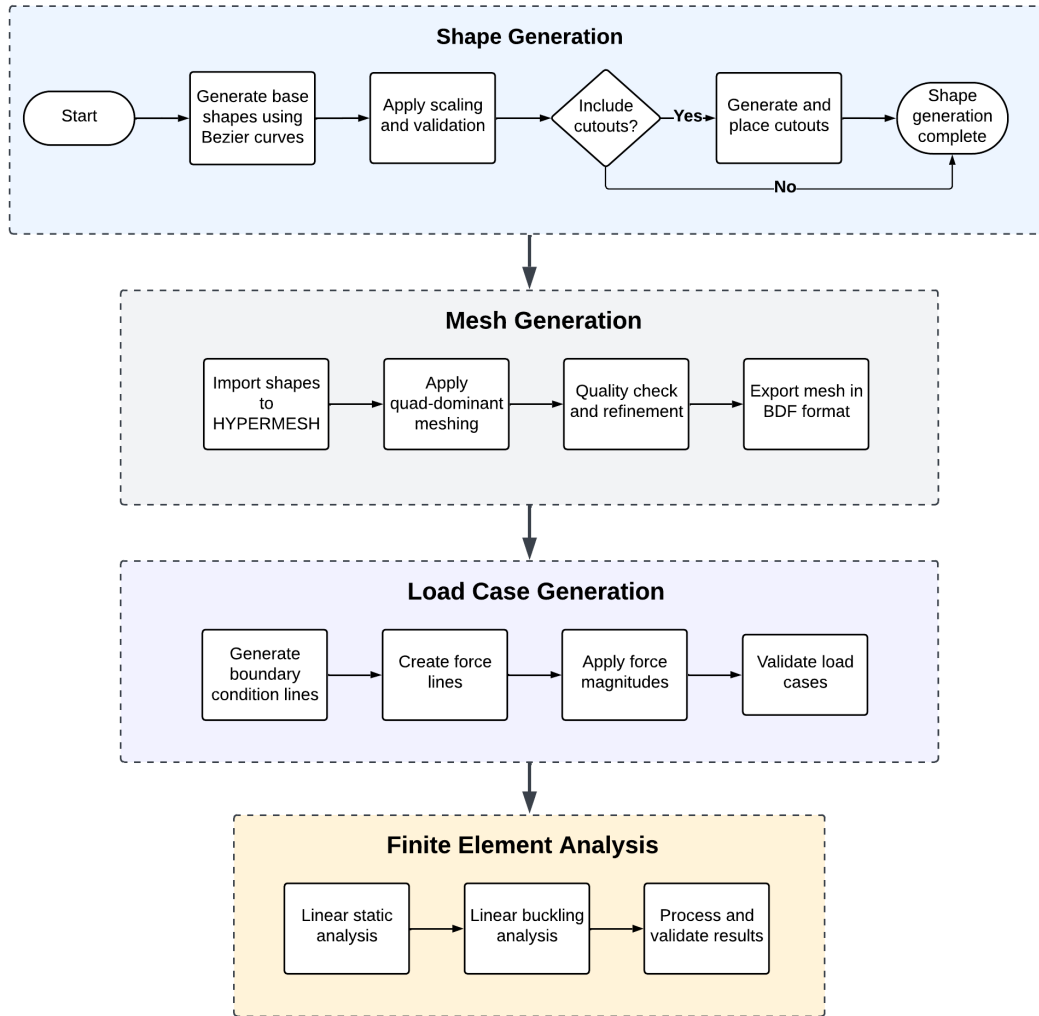 Shape Generation
Start
Generate base
shapes using
Bezier curves
Apply scaling
and validation
Include
cutouts?
Yes
Generate and
place cutouts
Shape
generation
complete
No
Mesh Generation
Import shapes
to
HYPERMESH
Apply
quad-dominant
meshing
Quality check
and refinement
Export mesh in
BDF format
Load Case Generation
Generate
boundary
condition lines
Create force
lines
Apply force
magnitudes
Validate load
cases
Finite Element Analysis
Linear static
analysis
Linear buckling
analysis
Process and
validate results